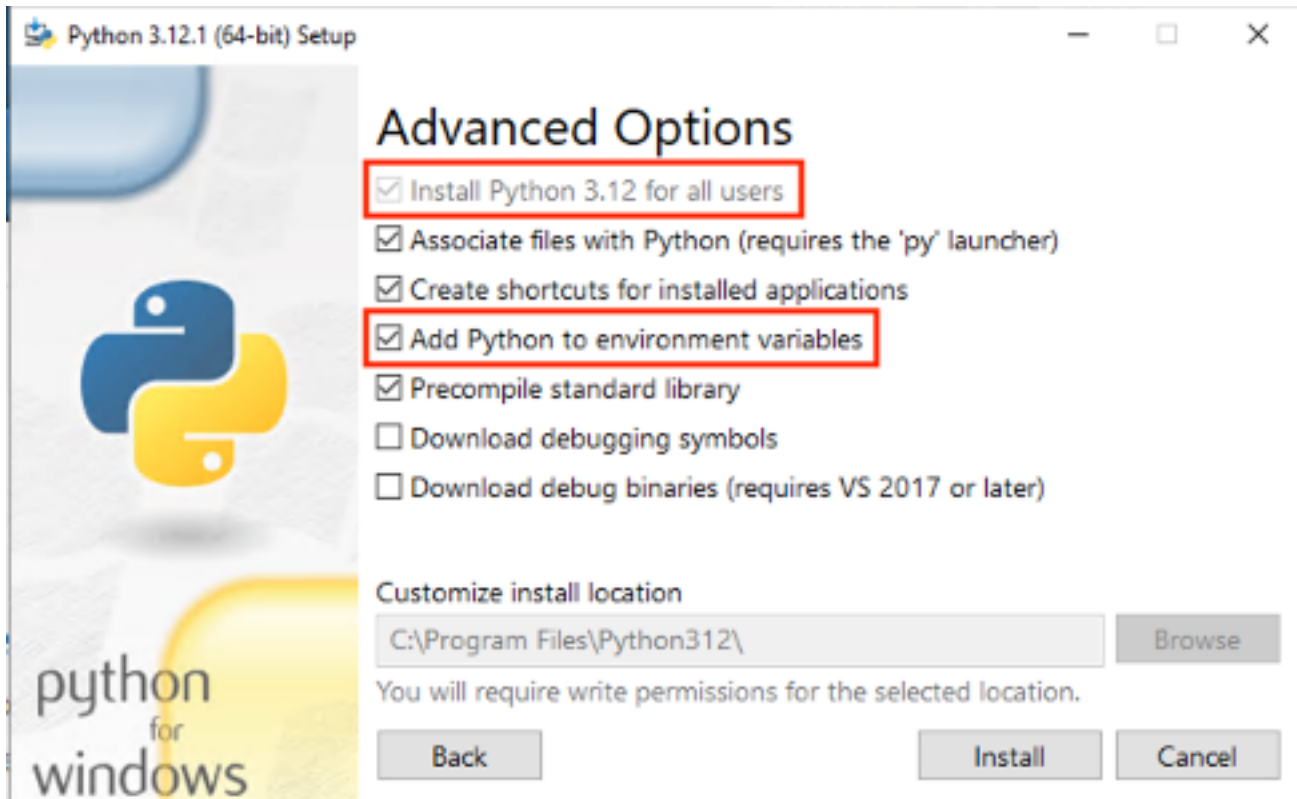 Python 3.12.1 (64-bit) Setup
Advanced Options
Install Python 3.12 for all users
Associate files with Python (requires the 'py' launcher)
Create shortcuts for installed applications
Add Python to environment variables
Precompile standard library
Download debugging symbols
Download debug binaries (requires VS 2017 or later)
Customize install location
C:\Program Files\Python312\
Browse
You will require write permissions for the selected location.
python
for
windows
Back
Install
Cancel